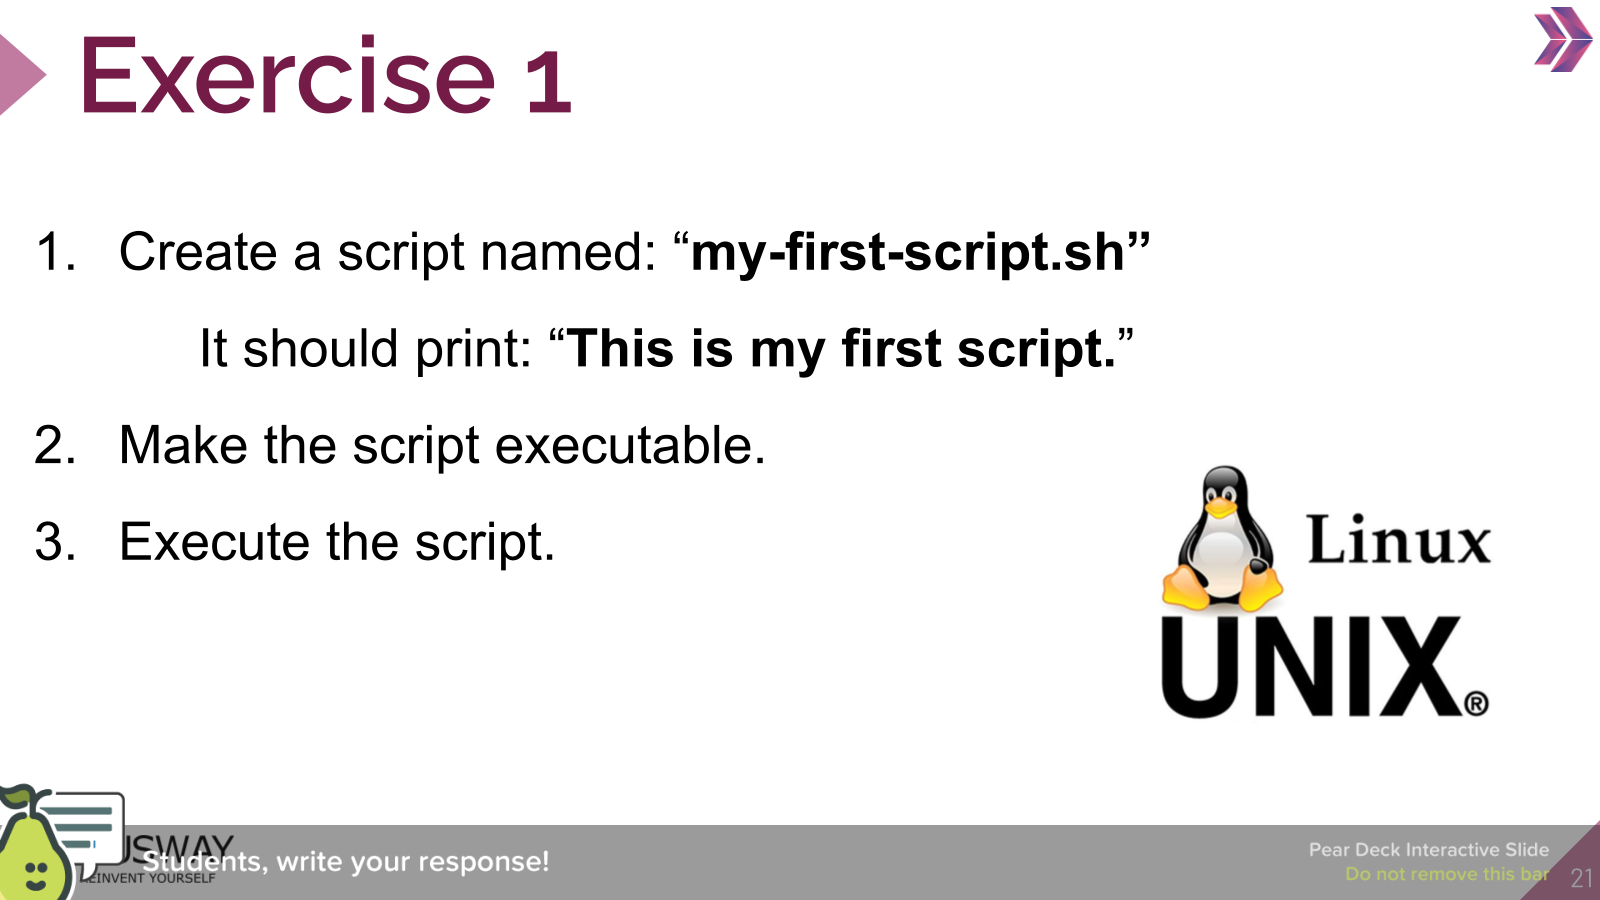 Exercise 1
1. Create a script named: “my-first-script.sh”
It should print: “This is my first script.”
2. Make the script executable.
3. Execute the script.
Linux
UNIX®
Students, write your response!
REINVENT YOURSELF
Pear Deck Interactive Slide
Do not remove this bar
21